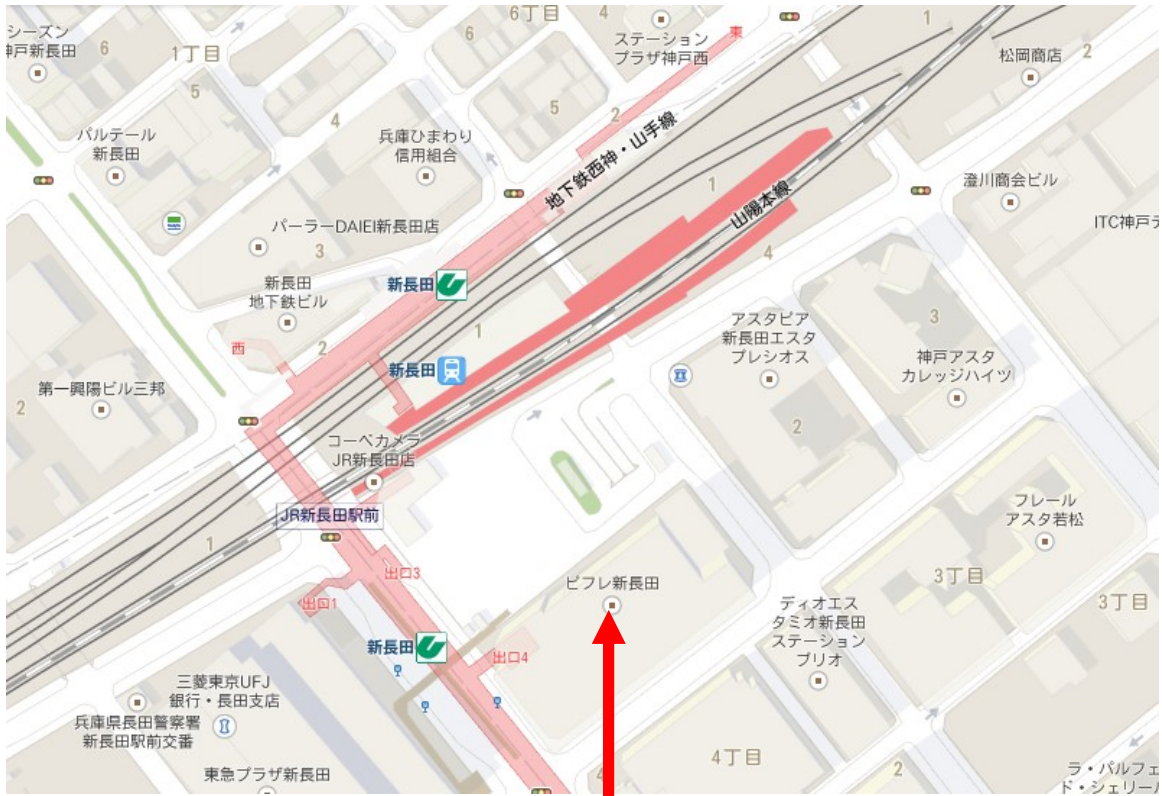 シーズン
神戸新長田
6
1丁目
6
6丁目
4
ステーション
プラザ神戸西
東
1
松岡商店
2
5
4
5
2
パルテール
新長田
兵庫ひまわり
信用組合
地下鉄西神・山手線
1
山陽本線
澄川商会ビル
ITC神戸デ
パーラーDAIEI新長田店
3
新長田
地下鉄ビル
新長田
4
西
2
1
新長田
アスタピア
新長田エスタ
プレシオス
3
神戸アスタ
カレッジハイツ
第一興陽ビル三邦
2
2
コーベカメラ
JR新長田店
JR新長田駅前
1
フレール
アスタ若松
出口3
出口1
ピフレ新長田
3丁目
3丁目
ディオエス
タミオ新長田
ステーション
プリオ
新長田
出口4
三菱東京UFJ
銀行・長田支店
兵庫県長田警察署
新長田駅前交番
東急プラザ新長田
4
4丁目
2
ラ・パルフェ
ド・シェリール